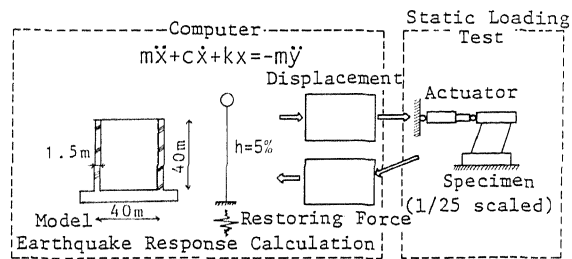 Computer
mẍ+cẋ+kx=-mÿ
Static Loading
Test
Displacement
Actuator
1.5m
40m
h=5%
40m
Model
Restoring Force
Specimen
(1/25 scaled)
Earthquake Response Calculation